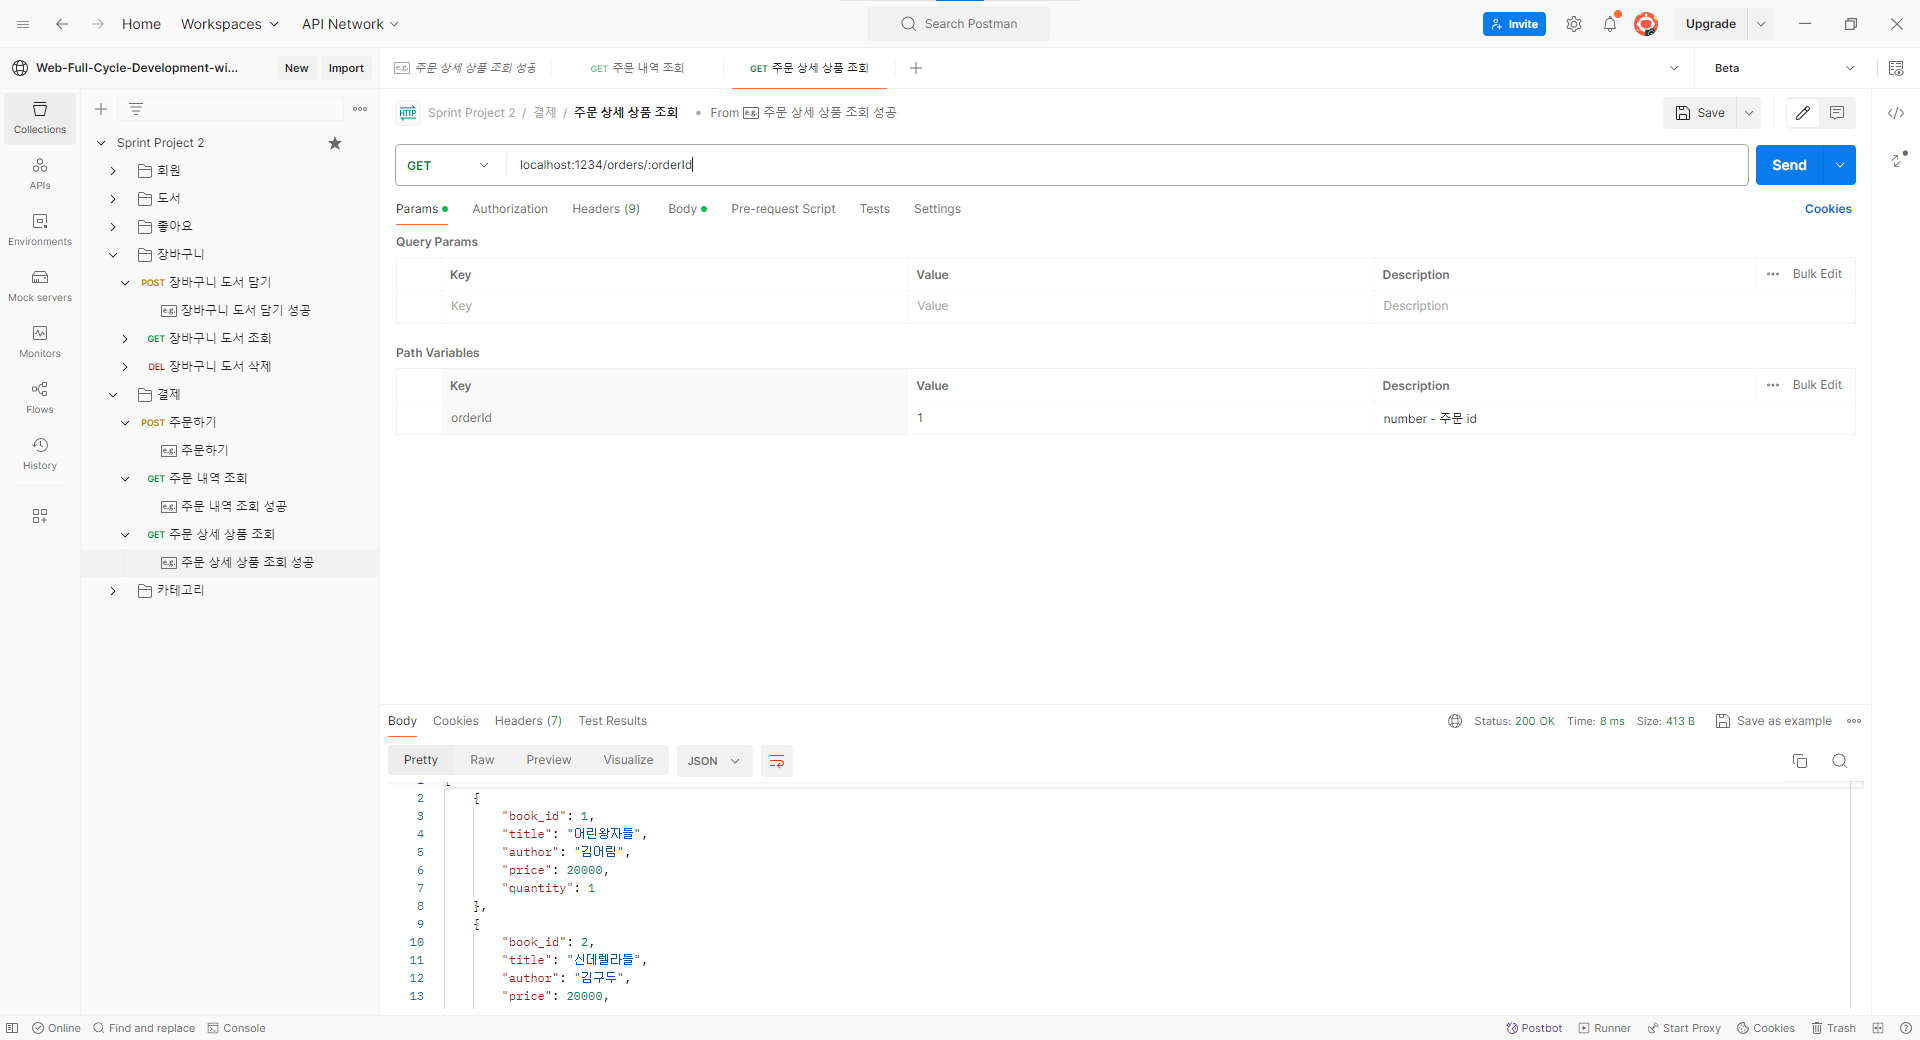 Home Workspaces API Network Search Postman Invite Upgrade
Web-Full-Cycle-Development-wi... New Import
주문 상세 상품 조회 성공 GET 주문 내역 조회 GET 주문 상세 상품 조회 Beta
Collections
APIs
Environments
Mock servers
Monitors
Flows
History
Sprint Project 2
회원
도서
좋아요
장바구니
POST 장바구니 도서 담기
e.g. 장바구니 도서 담기 성공
GET 장바구니 도서 조회
DEL 장바구니 도서 삭제
결제
POST 주문하기
e.g. 주문하기
GET 주문 내역 조회
e.g. 주문 내역 조회 성공
GET 주문 상세 상품 조회
e.g. 주문 상세 상품 조회 성공
카테고리
HTTP Sprint Project 2 / 결제 / 주문 상세 상품 조회 • From e.g. 주문 상세 상품 조회 성공 Save
GET localhost:1234/orders/:orderId Send
Params Authorization Headers (9) Body Pre-request Script Tests Settings Cookies
Query Params
Key Value Description Bulk Edit
Key Value Description
Path Variables
Key Value Description Bulk Edit
orderId 1 number - 주문 id
Body Cookies Headers (7) Test Results Status: 200 OK Time: 8 ms Size: 413 B Save as example
Pretty Raw Preview Visualize JSON
1 [
2 {
3 "book_id": 1,
4 "title": "어린왕자들",
5 "author": "김어림",
6 "price": 20000,
7 "quantity": 1
8 },
9 {
10 "book_id": 2,
11 "title": "신데렐라들",
12 "author": "김구두",
13 "price": 20000,
Online Find and replace Console Postbot Runner Start Proxy Cookies Trash